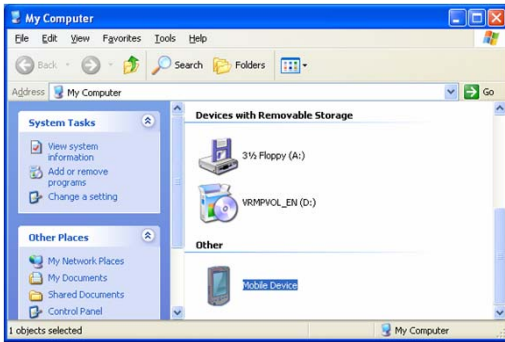 My Computer
File Edit View Favorites Tools Help
Back Search Folders
Address My Computer Go
System Tasks
View system
information
Add or remove
programs
Change a setting
Other Places
My Network Places
My Documents
Shared Documents
Control Panel
Devices with Removable Storage
3½ Floppy (A:)
VRMPVOL_EN (D:)
Other
Mobile Device
1 objects selected My Computer